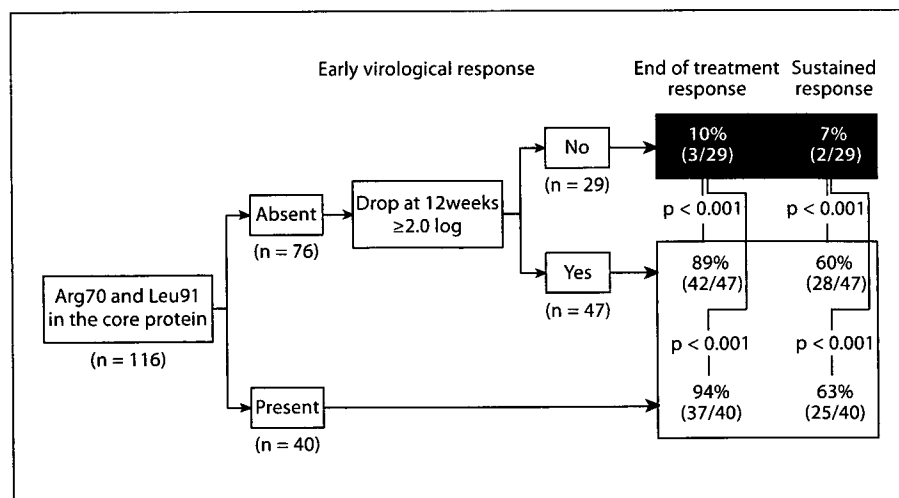 Early virological response
End of treatment
response
Sustained
response
10%
(3/29)
7%
(2/29)
No
(n = 29)
p < 0.001
p < 0.001
Absent
(n = 76)
Drop at 12weeks
≥2.0 log
Yes
(n = 47)
89%
(42/47)
60%
(28/47)
Arg70 and Leu91
in the core protein
(n = 116)
p < 0.001
p < 0.001
Present
(n = 40)
94%
(37/40)
63%
(25/40)